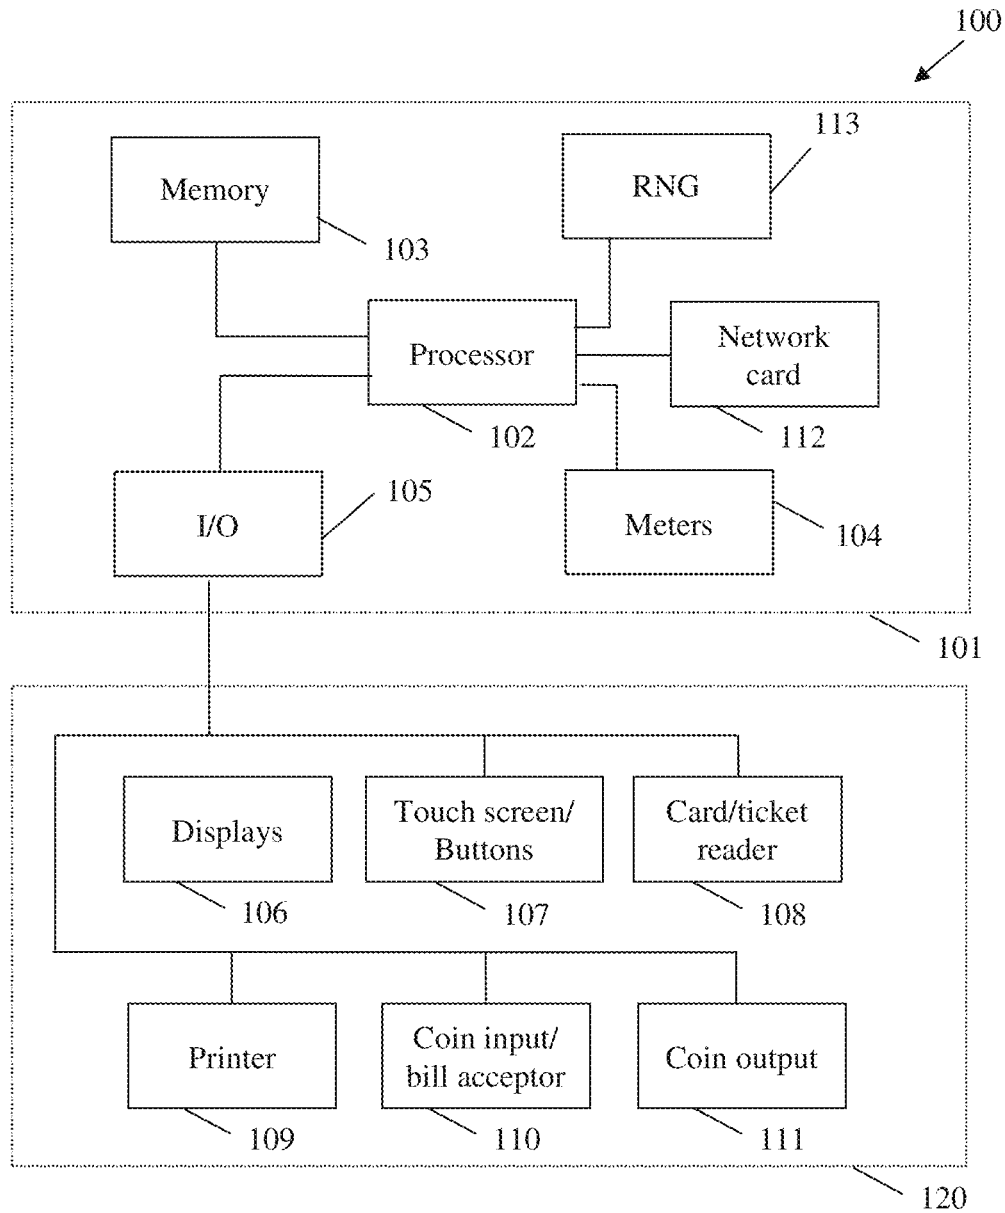 100
113
Memory
RNG
103
Processor
Network
card
102
112
105
I/O
Meters
104
101
Displays
Touch screen/
Buttons
Card/ticket
reader
106
107
108
Printer
Coin input/
bill acceptor
Coin output
109
110
111
120